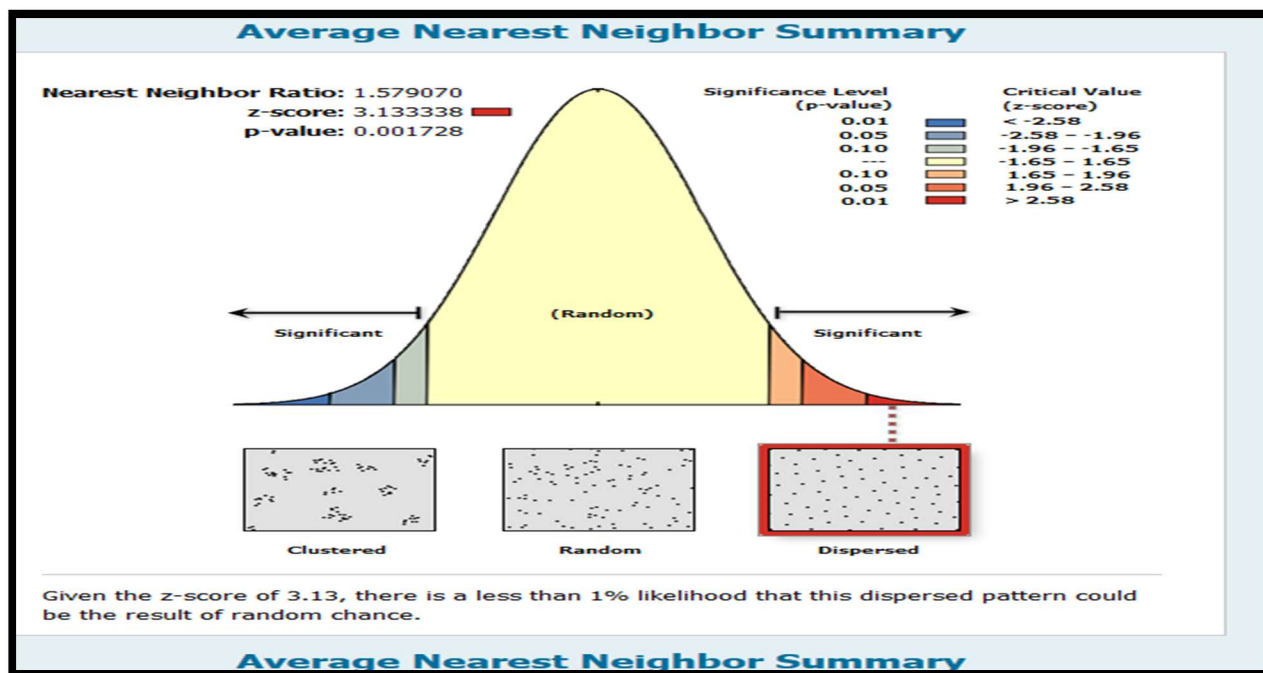 Average Nearest Neighbor Summary
Nearest Neighbor Ratio: 1.579070
z-score: 3.133338
p-value: 0.001728
Significance Level (p-value)
Critical Value (z-score)
0.01 < -2.58
0.05 -2.58 – -1.96
0.10 -1.96 – -1.65
--- -1.65 – 1.65
0.10 1.65 – 1.96
0.05 1.96 – 2.58
0.01 > 2.58
(Random)
Significant
Significant
Clustered
Random
Dispersed
Given the z-score of 3.13, there is a less than 1% likelihood that this dispersed pattern could
be the result of random chance.
Average Nearest Neighbor Summary